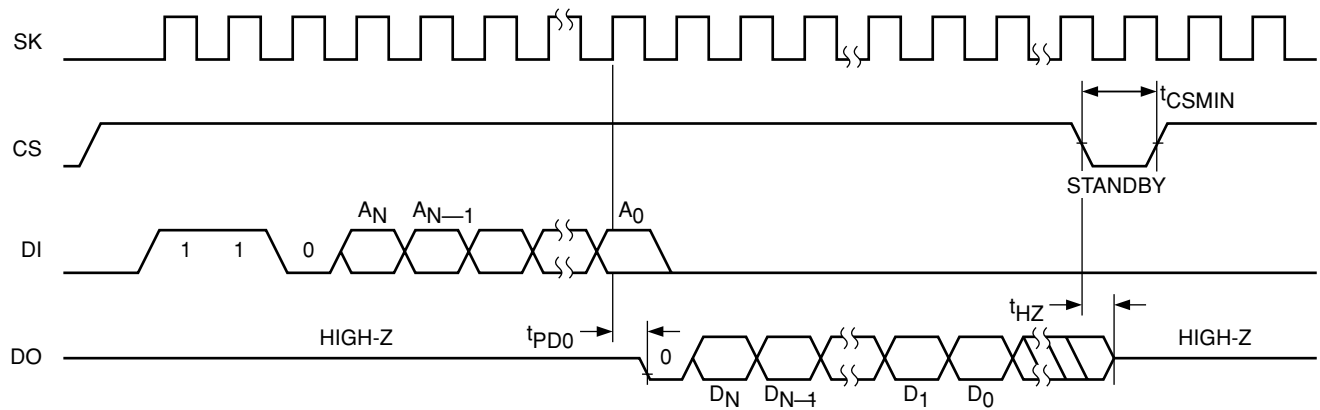 SK
tCSMIN
CS
STANDBY
AN AN—1 A0
DI 1 1 0
tHZ
tPD0
HIGH-Z 0 HIGH-Z
DO
DN DN—1 D1 D0